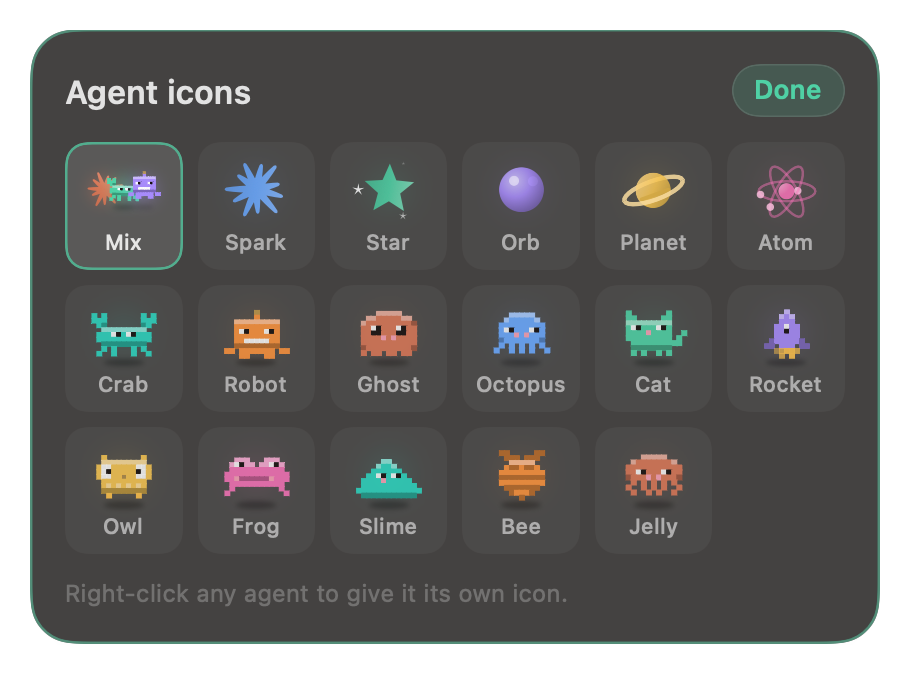 Agent icons
Done
Mix
Spark
Star
Orb
Planet
Atom
Crab
Robot
Ghost
Octopus
Cat
Rocket
Owl
Frog
Slime
Bee
Jelly
Right-click any agent to give it its own icon.